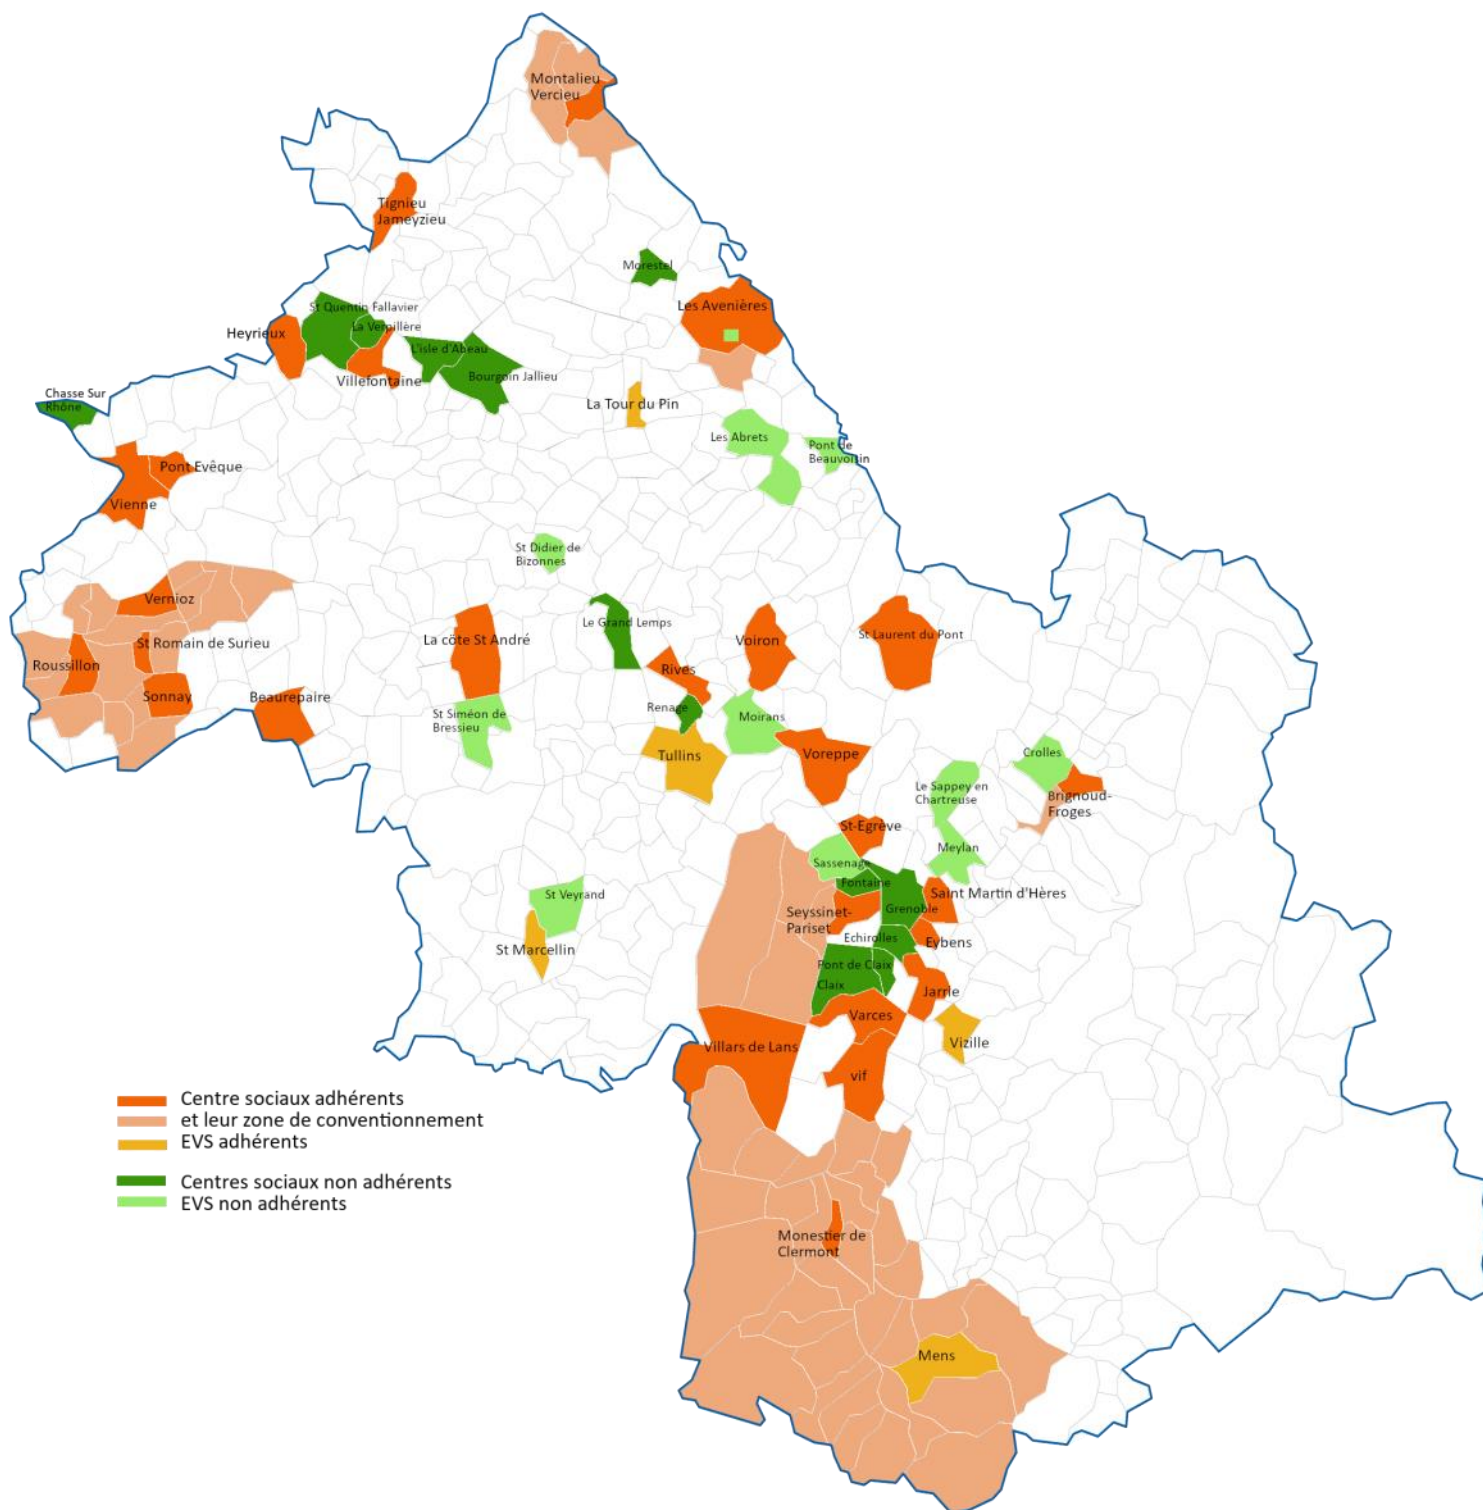 Montalieu
Vercieu
Tignieu
Jameyzieu
Morestel
Les Avenières
St Quentin Fallavier
La Verpillère
Heyrieux
L'isle d'Abeau
Bourgoin Jallieu
Villefontaine
Chasse Sur
Rhône
La Tour du Pin
Les Abrets
Pont de
Beauvoisin
Pont Evêque
Vienne
St Didier de
Bizonnes
Vernioz
Le Grand Lemps
La côte St André
Voiron
St Laurent du Pont
St Romain de Surieu
Roussillon
Rives
Sonnay
Beaurepaire
Renage
St Siméon de
Bressieu
Moirans
Tullins
Voreppe
Crolles
Le Sappey en
Chartreuse
Brignoud-
Froges
St-Egrève
Meylan
Sassenage
Fontaine
St Veyrand
Saint Martin d'Hères
Grenoble
Seyssinet-
Pariset
Echirolles
Eybens
St Marcellin
Pont de Claix
Claix
Jarrie
Varces
Vizille
Villars de Lans
vif
Centre sociaux adhérents
et leur zone de conventionnement
EVS adhérents
Centres sociaux non adhérents
EVS non adhérents
Monestier de
Clermont
Mens